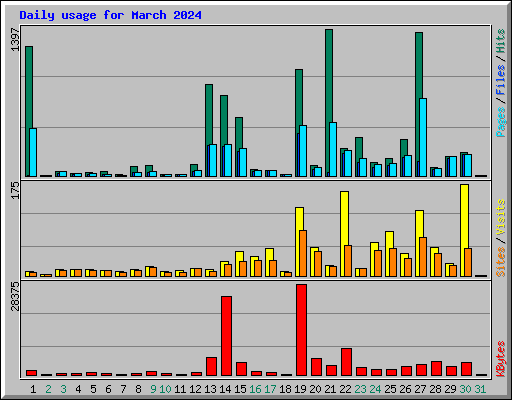 Daily usage for March 2024
1397
Pages / Files / Hits
175
Sites / Visits
28375
KBytes
1 2 3 4 5 6 7 8 9 10 11 12 13 14 15 16 17 18 19 20 21 22 23 24 25 26 27 28 29 30 31